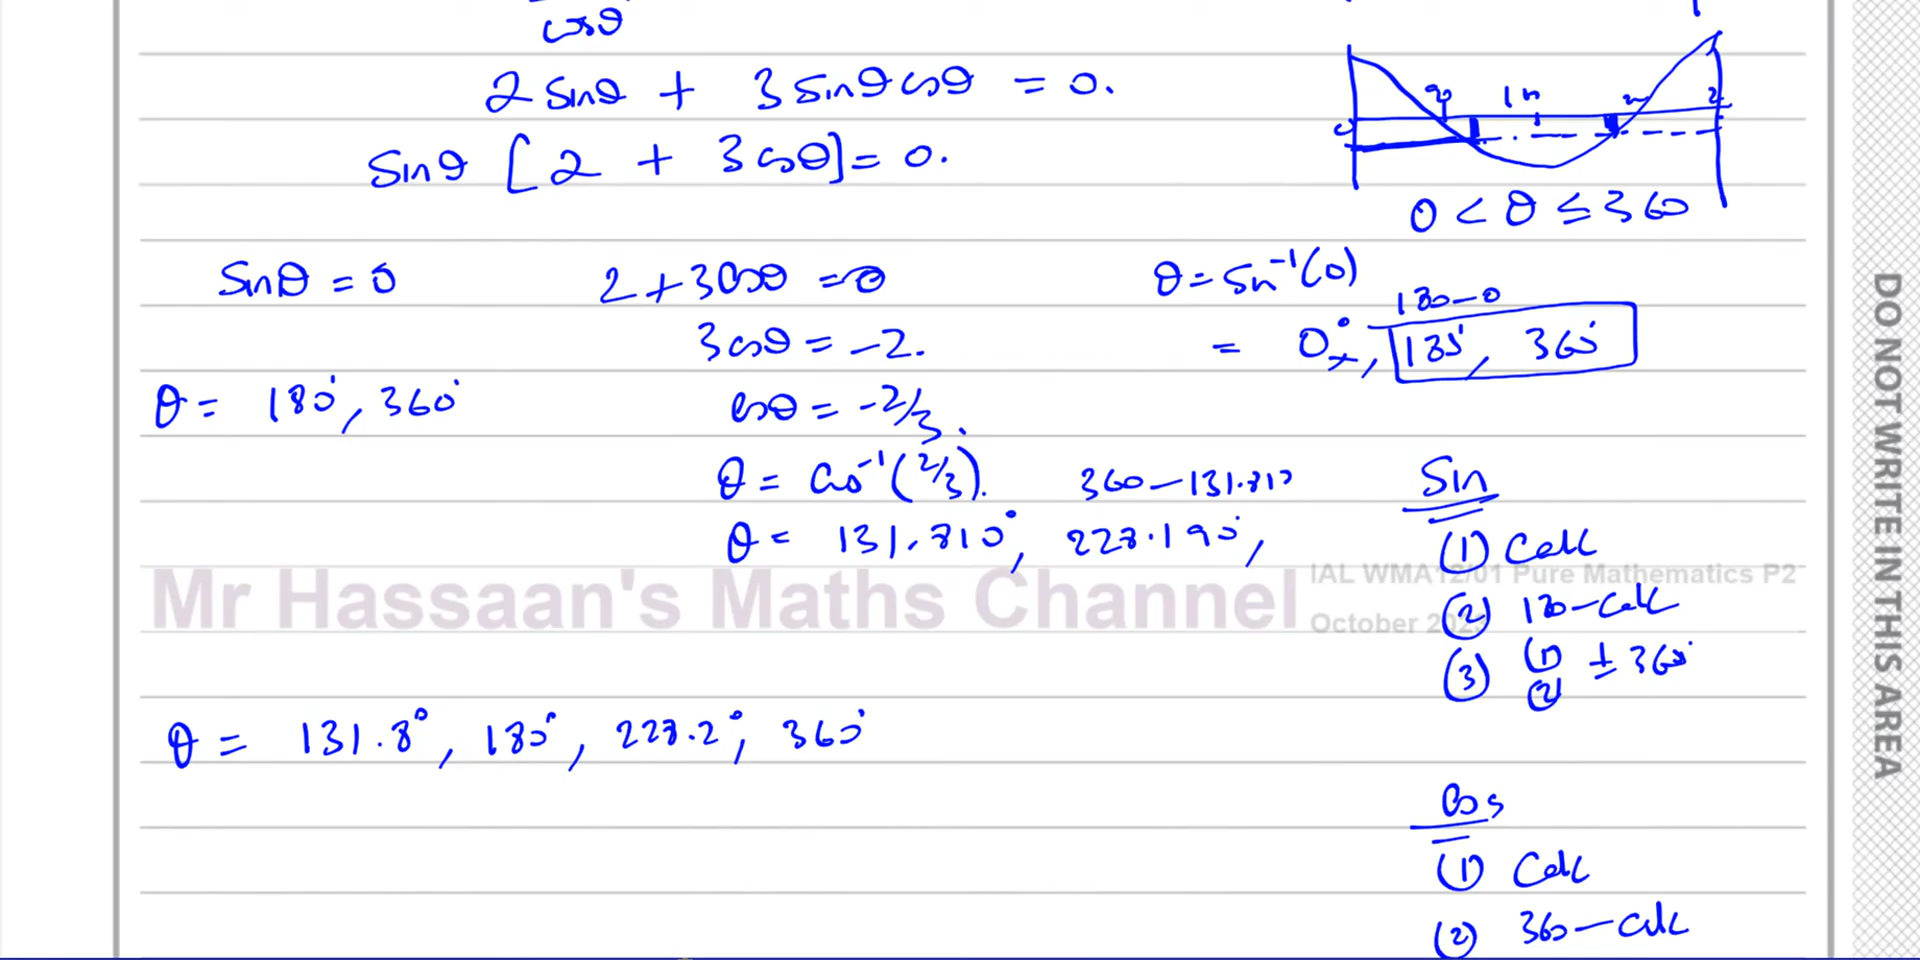 cosθ
2 sinθ + 3 sinθ cosθ = 0.
sinθ [2 + 3 cosθ] = 0.
0 < θ ≤ 360
sinθ = 0
2 + 3cosθ = 0
θ = sin⁻¹(0)
180-0
3 cosθ = -2.
= 0°×, 180°, 360°
θ = 180°, 360°
cosθ = -2/3.
θ = cos⁻¹(2/3).
360 - 131.810
Sin
θ = 131.810°, 228.190°,
(1) Calc
Mr Hassaan's Maths Channel
IAL WMA12/01 Pure Mathematics P2
(2) 180 - calc
October
(3) (1) ± 360°
(2)
θ = 131.8°, 180°, 228.2°, 360°
Cos
(1) Calc
(2) 360 - calc
DO NOT WRITE IN THIS AREA